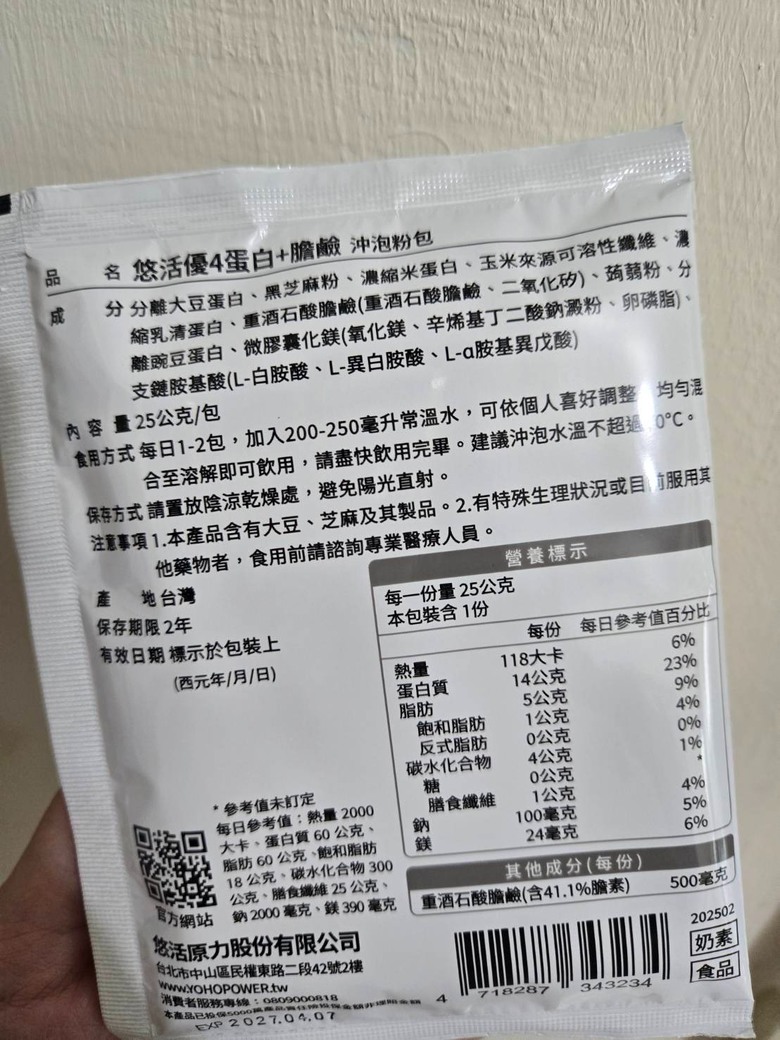 品名 悠活優4蛋白+膽鹼 沖泡粉包
成分 分離大豆蛋白、黑芝麻粉、濃縮米蛋白、玉米來源可溶性纖維、濃
縮乳清蛋白、重酒石酸膽鹼(重酒石酸膽鹼、二氧化矽)、蒟蒻粉、分
離豌豆蛋白、微膠囊化鎂(氧化鎂、辛烯基丁二酸鈉澱粉、卵磷脂)、
支鏈胺基酸(L-白胺酸、L-異白胺酸、L-α胺基異戊酸)
內容量 25公克/包
食用方式 每日1-2包，加入200-250毫升常溫水，可依個人喜好調整 均勻混
合至溶解即可飲用，請盡快飲用完畢。建議沖泡水溫不超過 0°C。
保存方式 請置放陰涼乾燥處，避免陽光直射。
注意事項 1.本產品含有大豆、芝麻及其製品。2.有特殊生理狀況或目前服用其
他藥物者，食用前請諮詢專業醫療人員。
產地 台灣
保存期限 2年
有效日期 標示於包裝上
(西元年/月/日)
營養標示
每一份量 25公克
本包裝含 1份
每份 每日參考值百分比
熱量 118大卡 6%
蛋白質 14公克 23%
脂肪 5公克 9%
飽和脂肪 1公克 4%
反式脂肪 0公克 0%
碳水化合物 4公克 1%
糖 0公克 *
膳食纖維 1公克 4%
鈉 100毫克 5%
鎂 24毫克 6%
其他成分(每份)
重酒石酸膽鹼(含41.1%膽素) 500毫克
* 參考值未訂定
每日參考值：熱量 2000
大卡、蛋白質 60 公克、
脂肪 60 公克、飽和脂肪
18 公克、碳水化合物 300
公克、膳食纖維 25 公克、
鈉 2000 毫克、鎂 390 毫克
官方網站
悠活原力股份有限公司
台北市中山區民權東路二段42號2樓
www.YOHOPOWER.tw
消費者服務專線：0809000818
本產品已投保5000萬產品責任險投保金額非理賠金額
EXP 2027.04.07
4 718287 343234
202502
奶素
食品